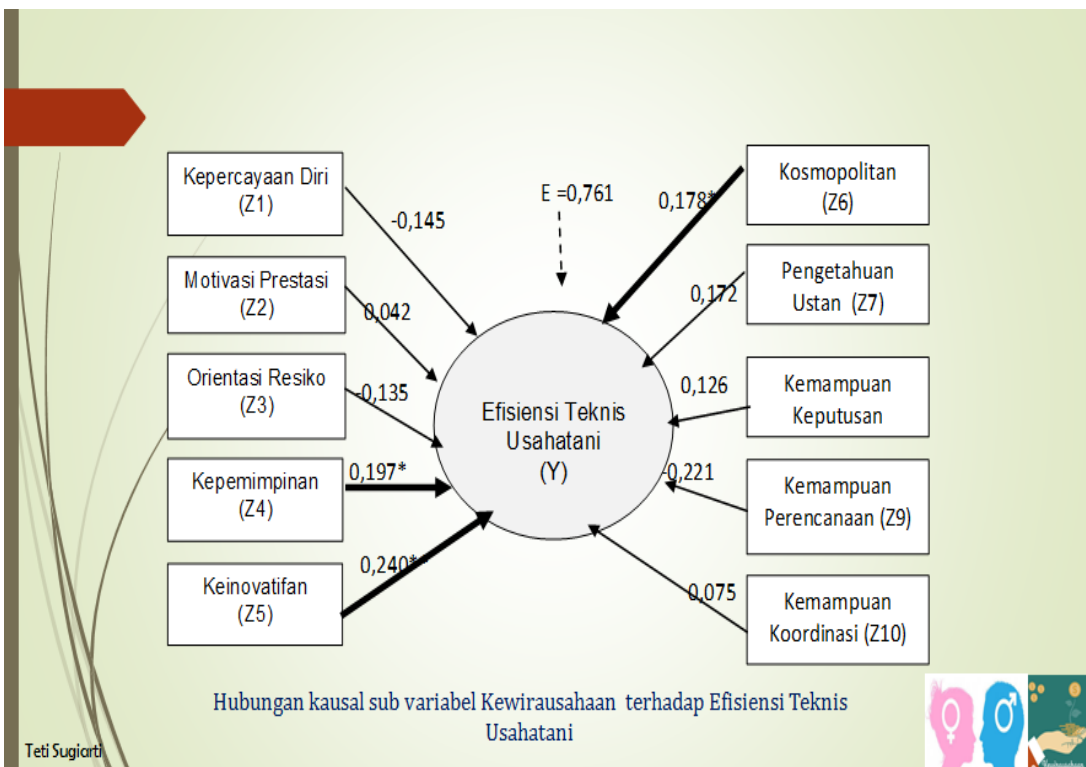 Kepercayaan Diri
(Z1)
-0,145
Motivasi Prestasi
(Z2)
0,042
Orientasi Resiko
(Z3)
-0,135
Kepemimpinan
(Z4)
0,197*
Keinovatifan
(Z5)
0,240**
E =0,761
Efisiensi Teknis
Usahatani
(Y)
Kosmopolitan
(Z6)
0,178*
Pengetahuan
Ustan (Z7)
0,172
Kemampuan
Keputusan
0,126
Kemampuan
Perencanaan (Z9)
-0,221
Kemampuan
Koordinasi (Z10)
0,075
Hubungan kausal sub variabel Kewirausahaan terhadap Efisiensi Teknis
Usahatani
Teti Sugiarti
Kewirausahaan